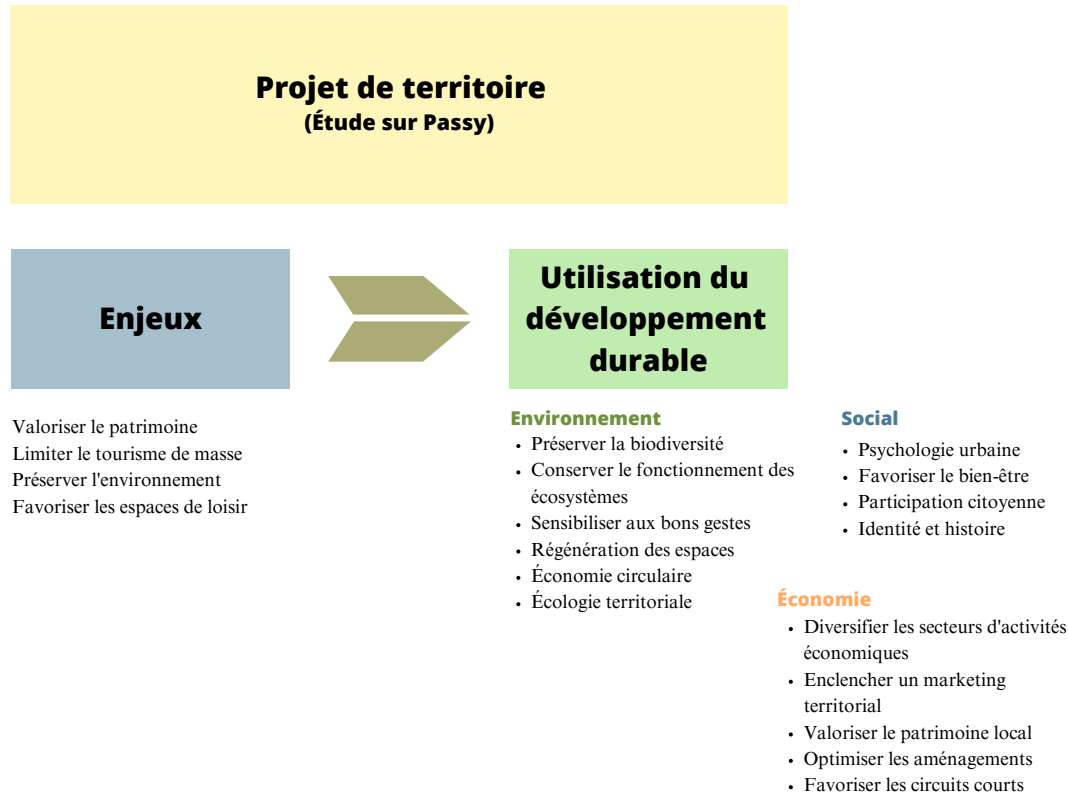 Projet de territoire
(Étude sur Passy)
Enjeux
Valoriser le patrimoine
Limiter le tourisme de masse
Préserver l'environnement
Favoriser les espaces de loisir
Utilisation du
développement
durable
Environnement
• Préserver la biodiversité
• Conserver le fonctionnement des
écosystèmes
• Sensibiliser aux bons gestes
• Régénération des espaces
• Économie circulaire
• Écologie territoriale
Social
• Psychologie urbaine
• Favoriser le bien-être
• Participation citoyenne
• Identité et histoire
Économie
• Diversifier les secteurs d'activités
économiques
• Enclencher un marketing
territorial
• Valoriser le patrimoine local
• Optimiser les aménagements
• Favoriser les circuits courts